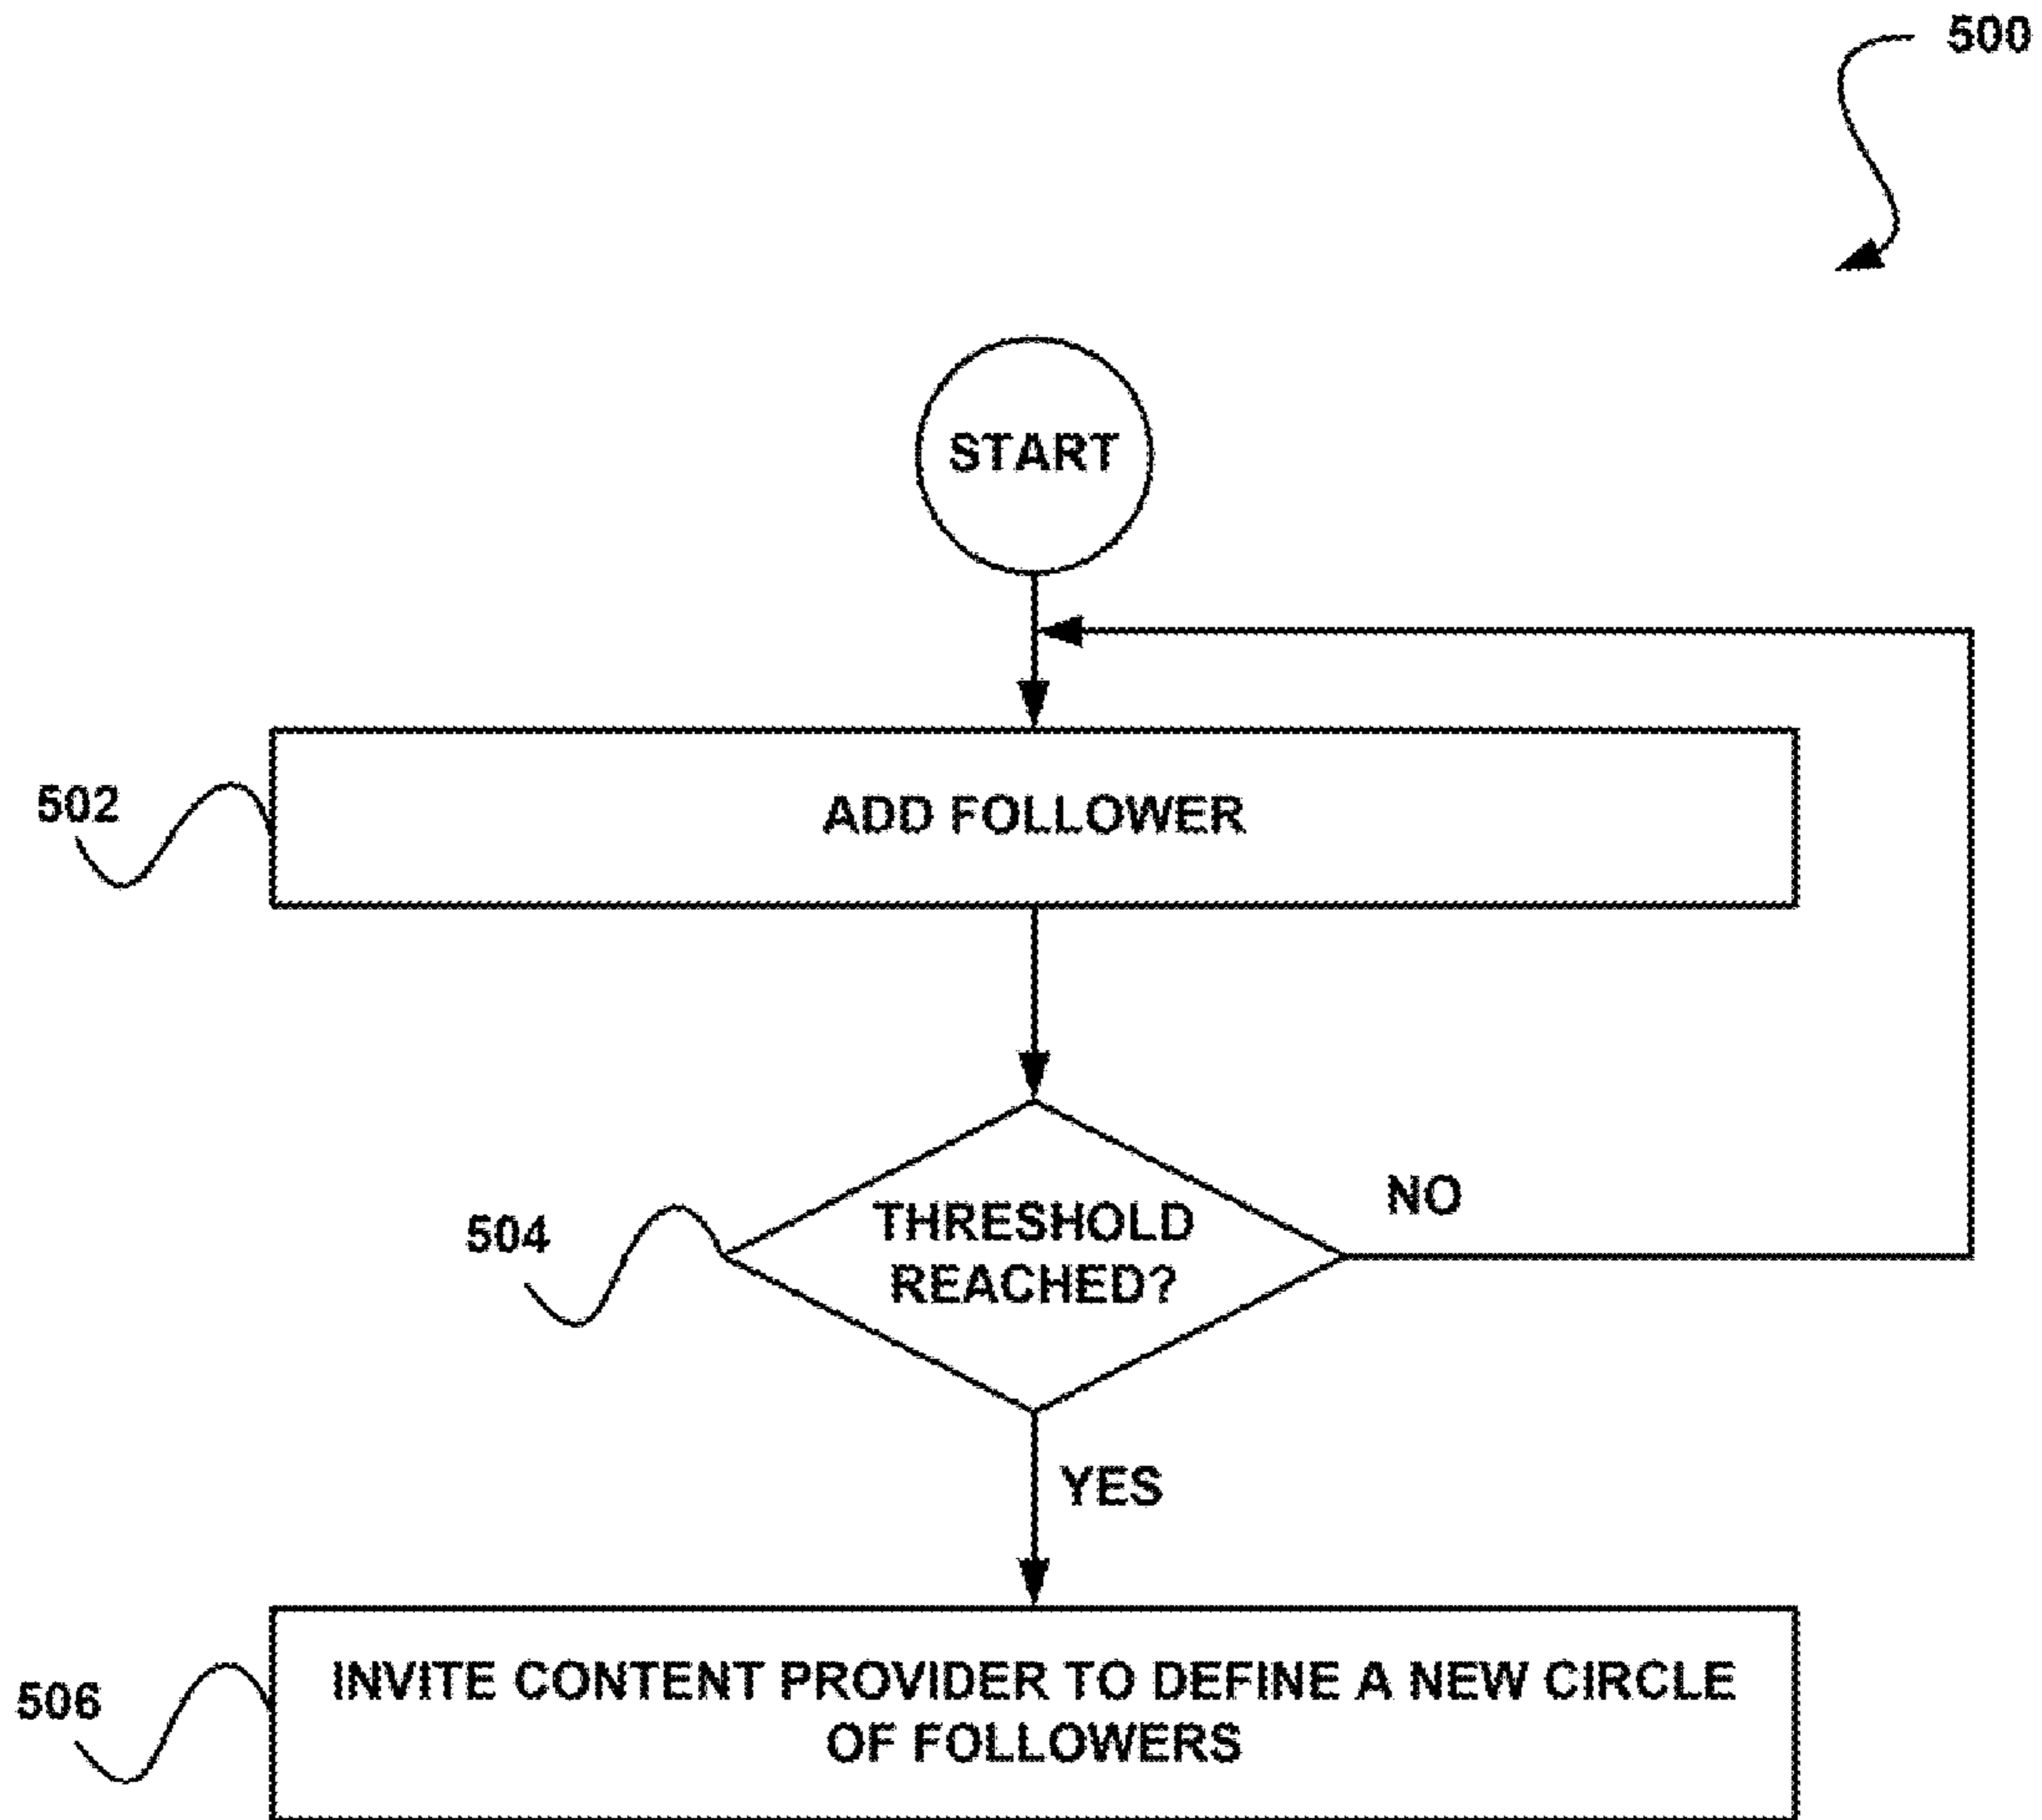 500
START
502
ADD FOLLOWER
504
THRESHOLD
REACHED?
NO
YES
506
INVITE CONTENT PROVIDER TO DEFINE A NEW CIRCLE
OF FOLLOWERS